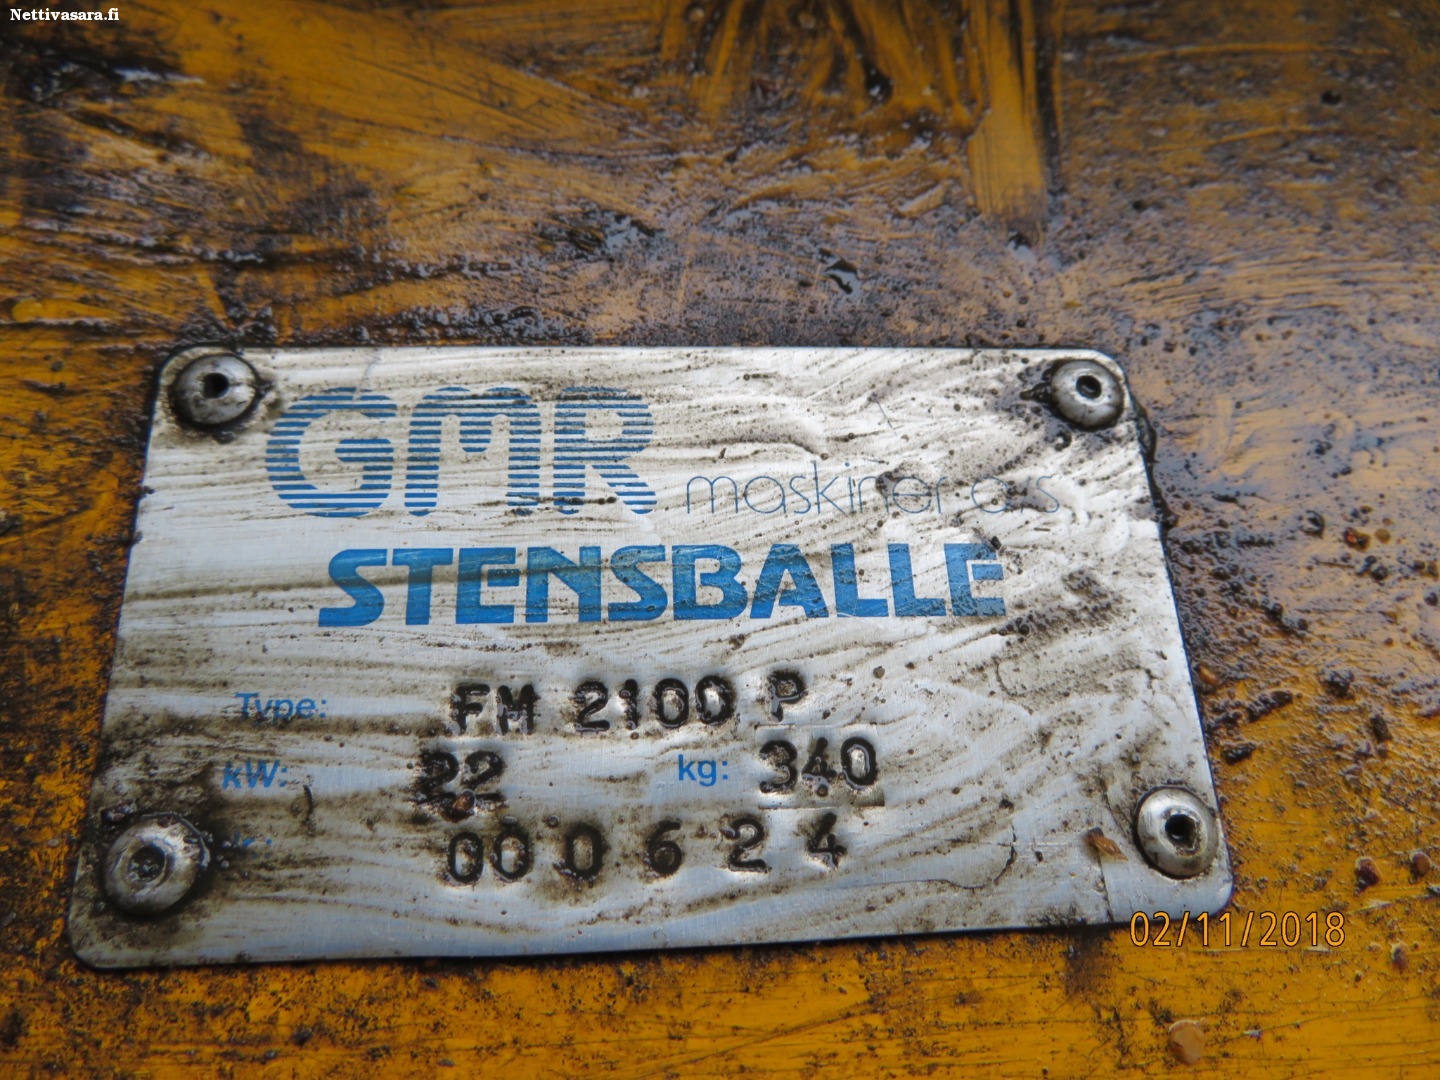 Nettivasara.fi
GMR maskiner a·s
STENSBALLE
Type: FM 2100 P
kW: 22 kg: 340
000624
02/11/2018